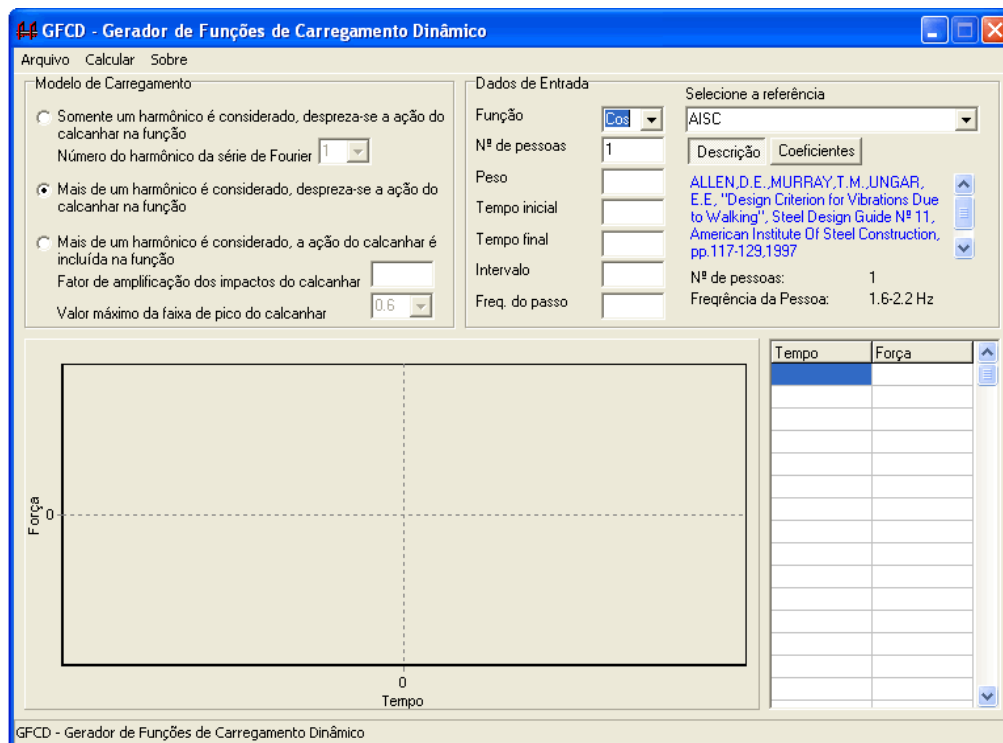 GFCD - Gerador de Funções de Carregamento Dinâmico
Arquivo Calcular Sobre
Modelo de Carregamento
Somente um harmônico é considerado, despreza-se a ação do
calcanhar na função
Número do harmônico da série de Fourier 1
Mais de um harmônico é considerado, despreza-se a ação do
calcanhar na função
Mais de um harmônico é considerado, a ação do calcanhar é
incluída na função
Fator de amplificação dos impactos do calcanhar
Valor máximo da faixa de pico do calcanhar 0.6
Dados de Entrada
Função Cos
Nº de pessoas 1
Peso
Tempo inicial
Tempo final
Intervalo
Freq. do passo
Selecione a referência
AISC
Descrição Coeficientes
ALLEN,D.E.,MURRAY,T.M.,UNGAR,
E.E, "Design Criterion for Vibrations Due
to Walking", Steel Design Guide Nº 11,
American Institute Of Steel Construction,
pp.117-129,1997
Nº de pessoas: 1
Freqrência da Pessoa: 1.6-2.2 Hz
Força
0
0
Tempo
Tempo Força
GFCD - Gerador de Funções de Carregamento Dinâmico